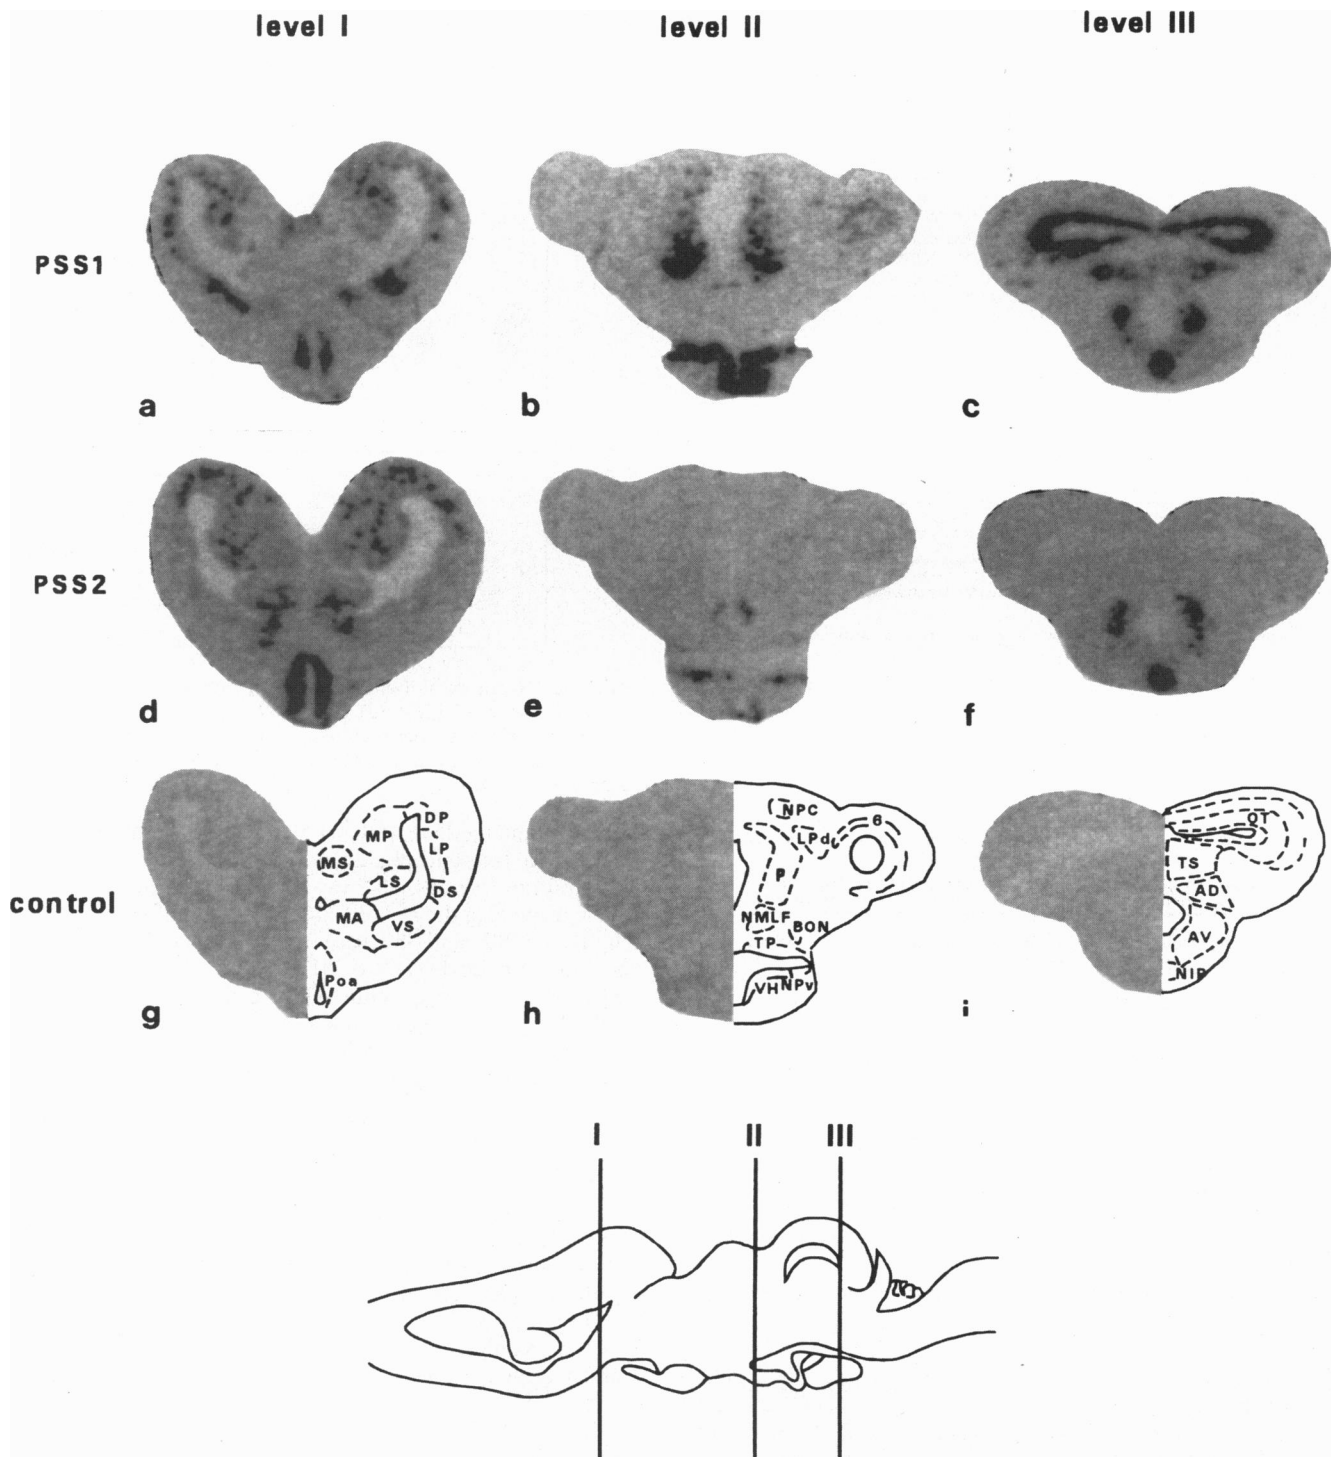 level I
level II
level III
PSS1
a
b
c
PSS2
d
e
f
control
MP
DP
LP
MS
LS
DS
MA
VS
Poa
g
NPC
LPd
6
P
NMLF
BON
TP
VH
NPv
h
OT
TS
AD
AV
NIP
i
I
II
III